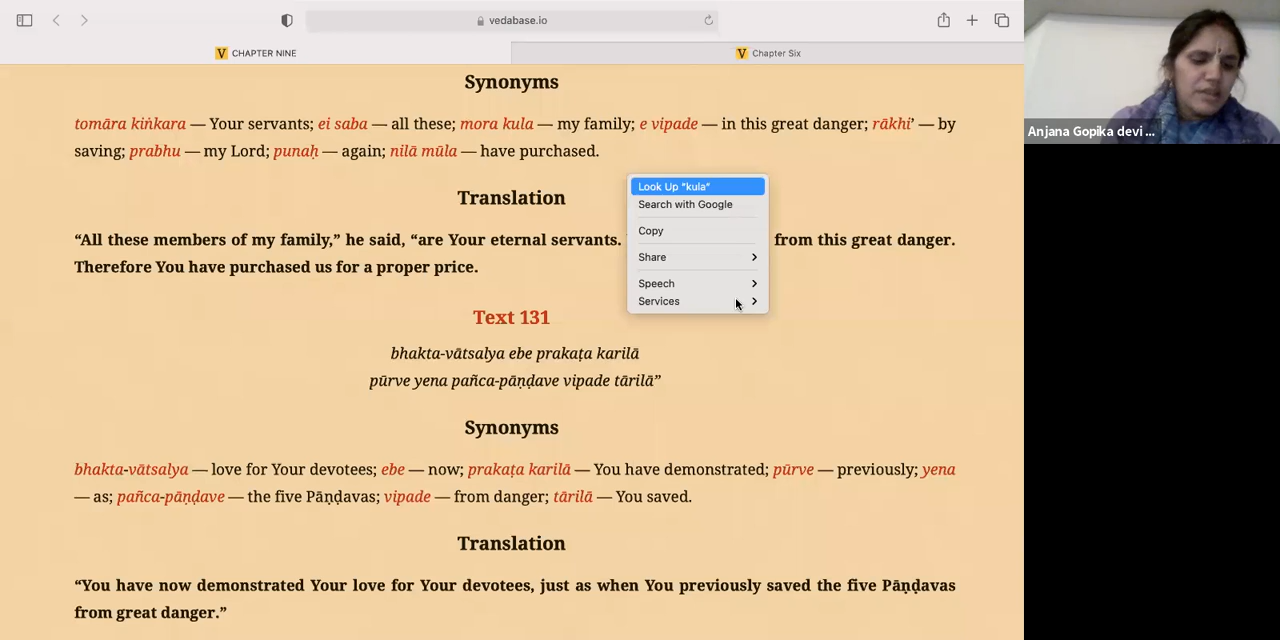 vedabase.io
CHAPTER NINE
Chapter Six
Synonyms
tomāra kiṅkara — Your servants; ei saba — all these; mora kula — my family; e vipade — in this great danger; rākhi’ — by
saving; prabhu — my Lord; punaḥ — again; nilā mūla — have purchased.
Translation
“All these members of my family,” he said, “are Your eternal servants. from this great danger.
Therefore You have purchased us for a proper price.
Look Up "kula"
Search with Google
Copy
Share
Speech
Services
Text 131
bhakta-vātsalya ebe prakaṭa karilā
pūrve yena pañca-pāṇḍave vipade tārilā”
Synonyms
bhakta-vātsalya — love for Your devotees; ebe — now; prakaṭa karilā — You have demonstrated; pūrve — previously; yena
— as; pañca-pāṇḍave — the five Pāṇḍavas; vipade — from danger; tārilā — You saved.
Translation
“You have now demonstrated Your love for Your devotees, just as when You previously saved the five Pāṇḍavas
from great danger.”
Anjana Gopika devi ...